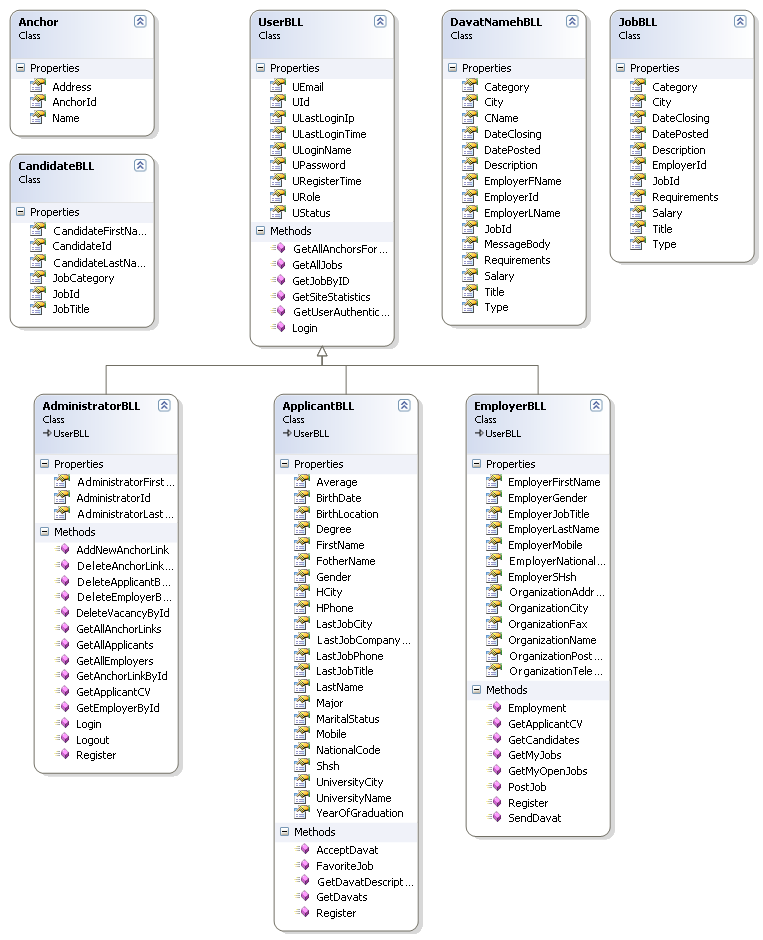 Anchor
Class
Properties
Address
AnchorId
Name
CandidateBLL
Class
Properties
CandidateFirstNa...
CandidateId
CandidateLastNa...
JobCategory
JobId
JobTitle
UserBLL
Class
Properties
UEmail
UId
ULastLoginIp
ULastLoginTime
ULoginName
UPassword
URegisterTime
URole
UStatus
Methods
GetAllAnchorsFor...
GetAllJobs
GetJobByID
GetSiteStatistics
GetUserAuthentic...
Login
DavatNamehBLL
Class
Properties
Category
City
CName
DateClosing
DatePosted
Description
EmployerFName
EmployerId
EmployerLName
JobId
MessageBody
Requirements
Salary
Title
Type
JobBLL
Class
Properties
Category
City
DateClosing
DatePosted
Description
EmployerId
JobId
Requirements
Salary
Title
Type
AdministratorBLL
Class
UserBLL
Properties
AdministratorFirst...
AdministratorId
AdministratorLast...
Methods
AddNewAnchorLink
DeleteAnchorLink...
DeleteApplicantB...
DeleteEmployerB...
DeleteVacancyById
GetAllAnchorLinks
GetAllApplicants
GetAllEmployers
GetAnchorLinkById
GetApplicantCV
GetEmployerById
Login
Logout
Register
ApplicantBLL
Class
UserBLL
Properties
Average
BirthDate
BirthLocation
Degree
FirstName
FotherName
Gender
HCity
HPhone
LastJobCity
LastJobCompany...
LastJobPhone
LastJobTitle
LastName
Major
MaritalStatus
Mobile
NationalCode
Shsh
UniversityCity
UniversityName
YearOfGraduation
Methods
AcceptDavat
FavoriteJob
GetDavatDescript...
GetDavats
Register
EmployerBLL
Class
UserBLL
Properties
EmployerFirstName
EmployerGender
EmployerJobTitle
EmployerLastName
EmployerMobile
EmployerNational...
EmployerSHsh
OrganizationAddr...
OrganizationCity
OrganizationFax
OrganizationName
OrganizationPost...
OrganizationTele...
Methods
Employment
GetApplicantCV
GetCandidates
GetMyJobs
GetMyOpenJobs
PostJob
Register
SendDavat